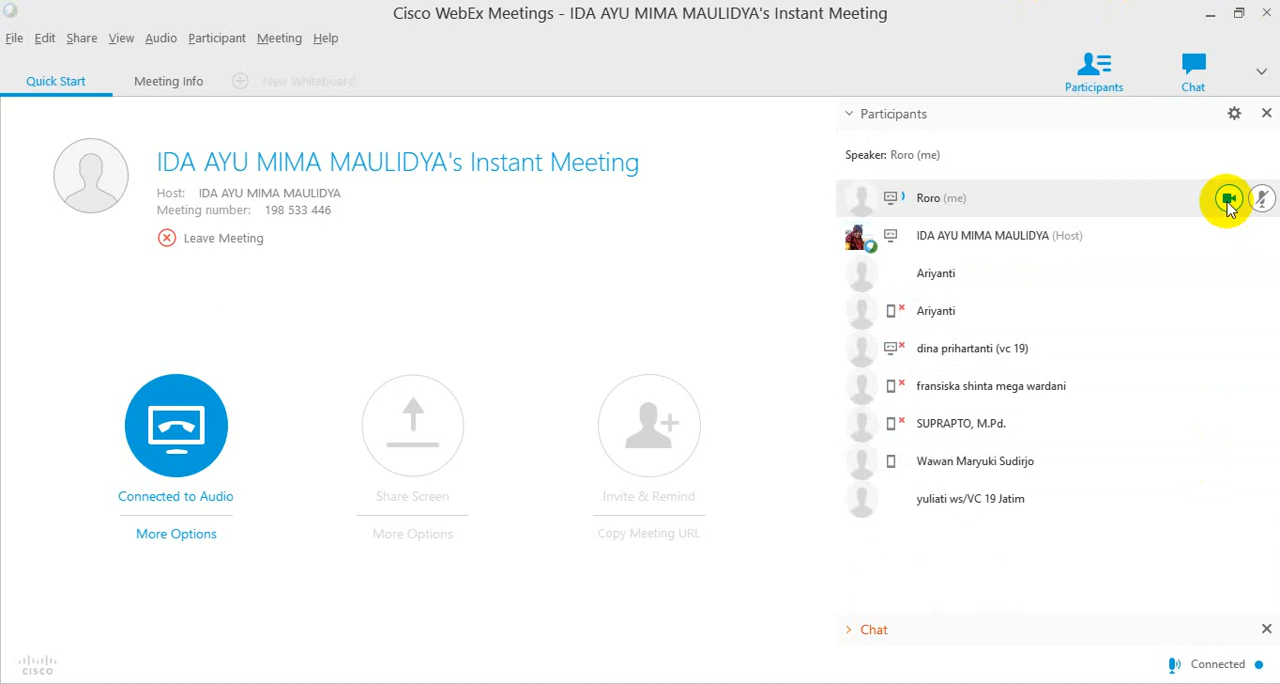 Cisco WebEx Meetings - IDA AYU MIMA MAULIDYA's Instant Meeting
File Edit Share View Audio Participant Meeting Help
Quick Start Meeting Info New Whiteboard
Participants Chat
IDA AYU MIMA MAULIDYA's Instant Meeting
Host: IDA AYU MIMA MAULIDYA
Meeting number: 198 533 446
Leave Meeting
Connected to Audio
More Options
Share Screen
More Options
Invite & Remind
Copy Meeting URL
Participants
Speaker: Roro (me)
Roro (me)
IDA AYU MIMA MAULIDYA (Host)
Ariyanti
Ariyanti
dina prihartanti (vc 19)
fransiska shinta mega wardani
SUPRAPTO, M.Pd.
Wawan Maryuki Sudirjo
yuliati ws/VC 19 Jatim
Chat
CISCO
Connected